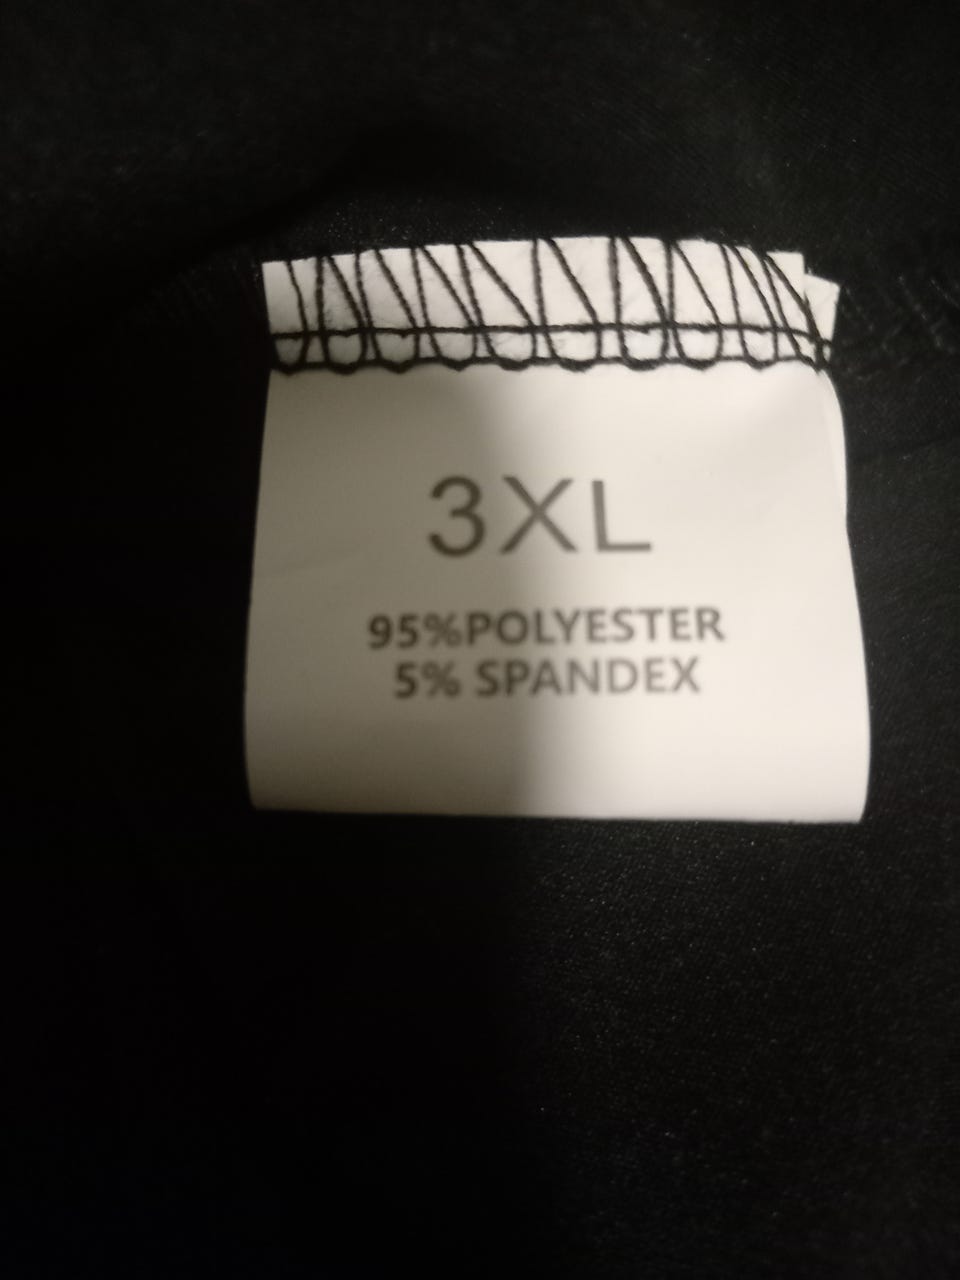 3XL
95%POLYESTER
5% SPANDEX